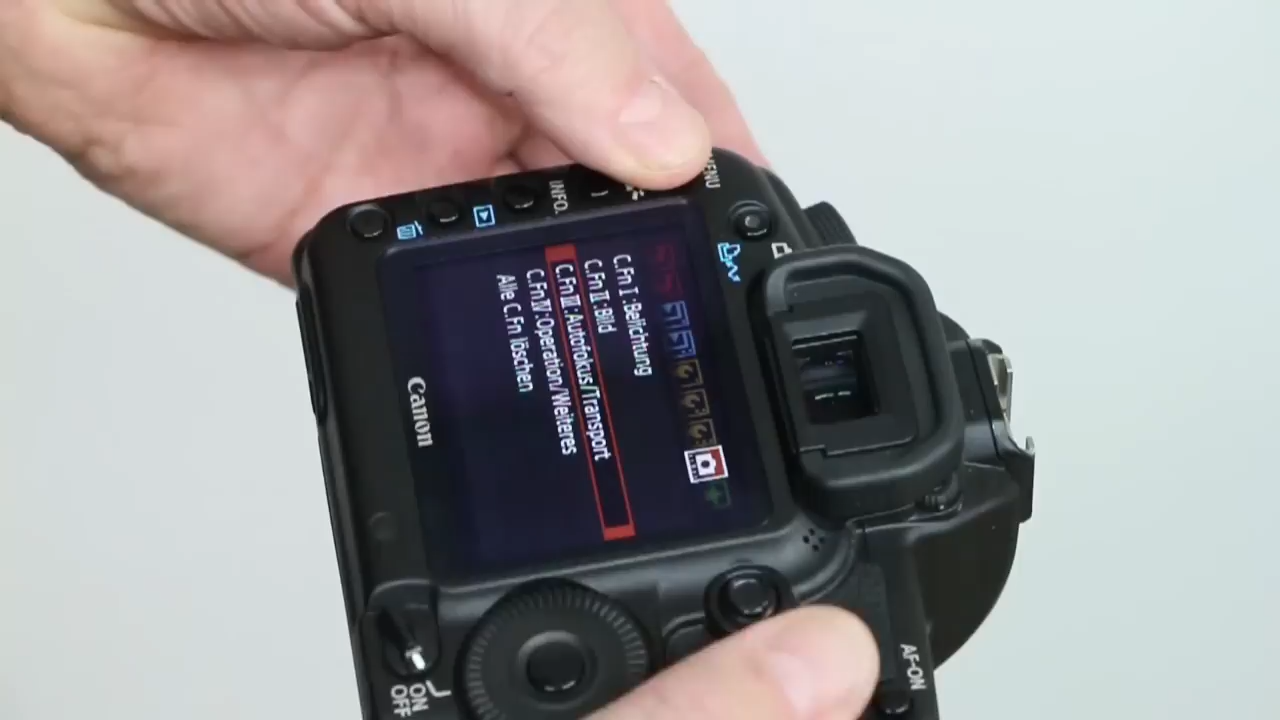 MENU
INFO.
C.Fn I :Belichtung
C.Fn II :Bild
C.Fn III :Autofokus/Transport
C.Fn IV :Operation/Weiteres
Alle C.Fn löschen
Canon
AF-ON
ON
OFF